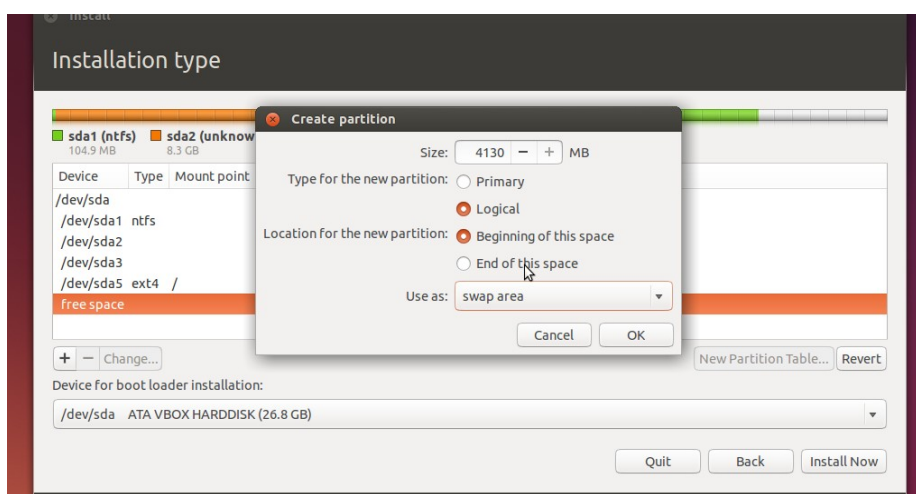 Install
Installation type
sda1 (ntfs) sda2 (unknow
104.9 MB 8.3 GB
Device Type Mount point
/dev/sda
/dev/sda1 ntfs
/dev/sda2
/dev/sda3
/dev/sda5 ext4 /
free space
Create partition
Size: 4130 − + MB
Type for the new partition: Primary
Logical
Location for the new partition: Beginning of this space
End of this space
Use as: swap area
Cancel OK
+ − Change... New Partition Table... Revert
Device for boot loader installation:
/dev/sda ATA VBOX HARDDISK (26.8 GB)
Quit Back Install Now